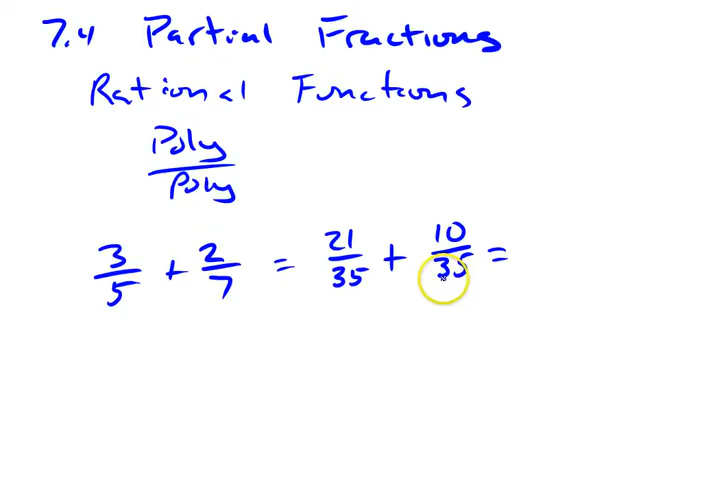 7.4 Partial Fractions
Rational Functions
Poly
Poly
3/5 + 2/7 = 21/35 + 10/35 =